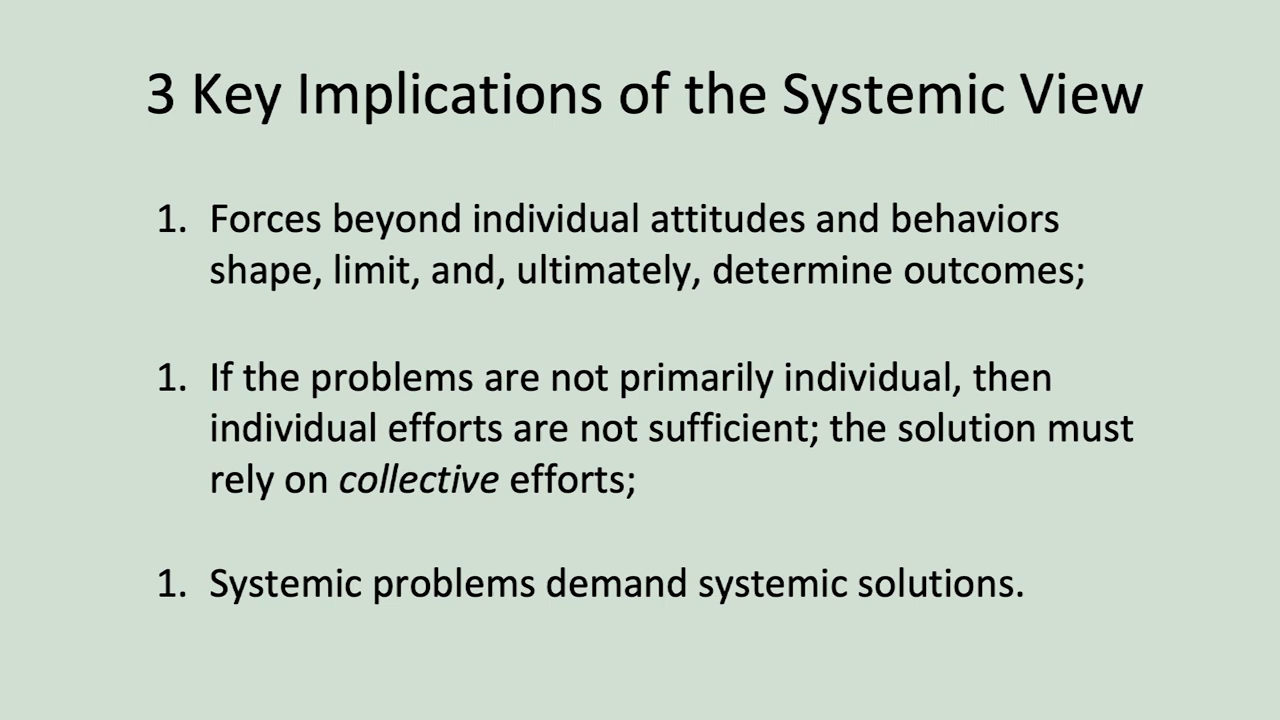 3 Key Implications of the Systemic View
1. Forces beyond individual attitudes and behaviors
shape, limit, and, ultimately, determine outcomes;
1. If the problems are not primarily individual, then
individual efforts are not sufficient; the solution must
rely on collective efforts;
1. Systemic problems demand systemic solutions.